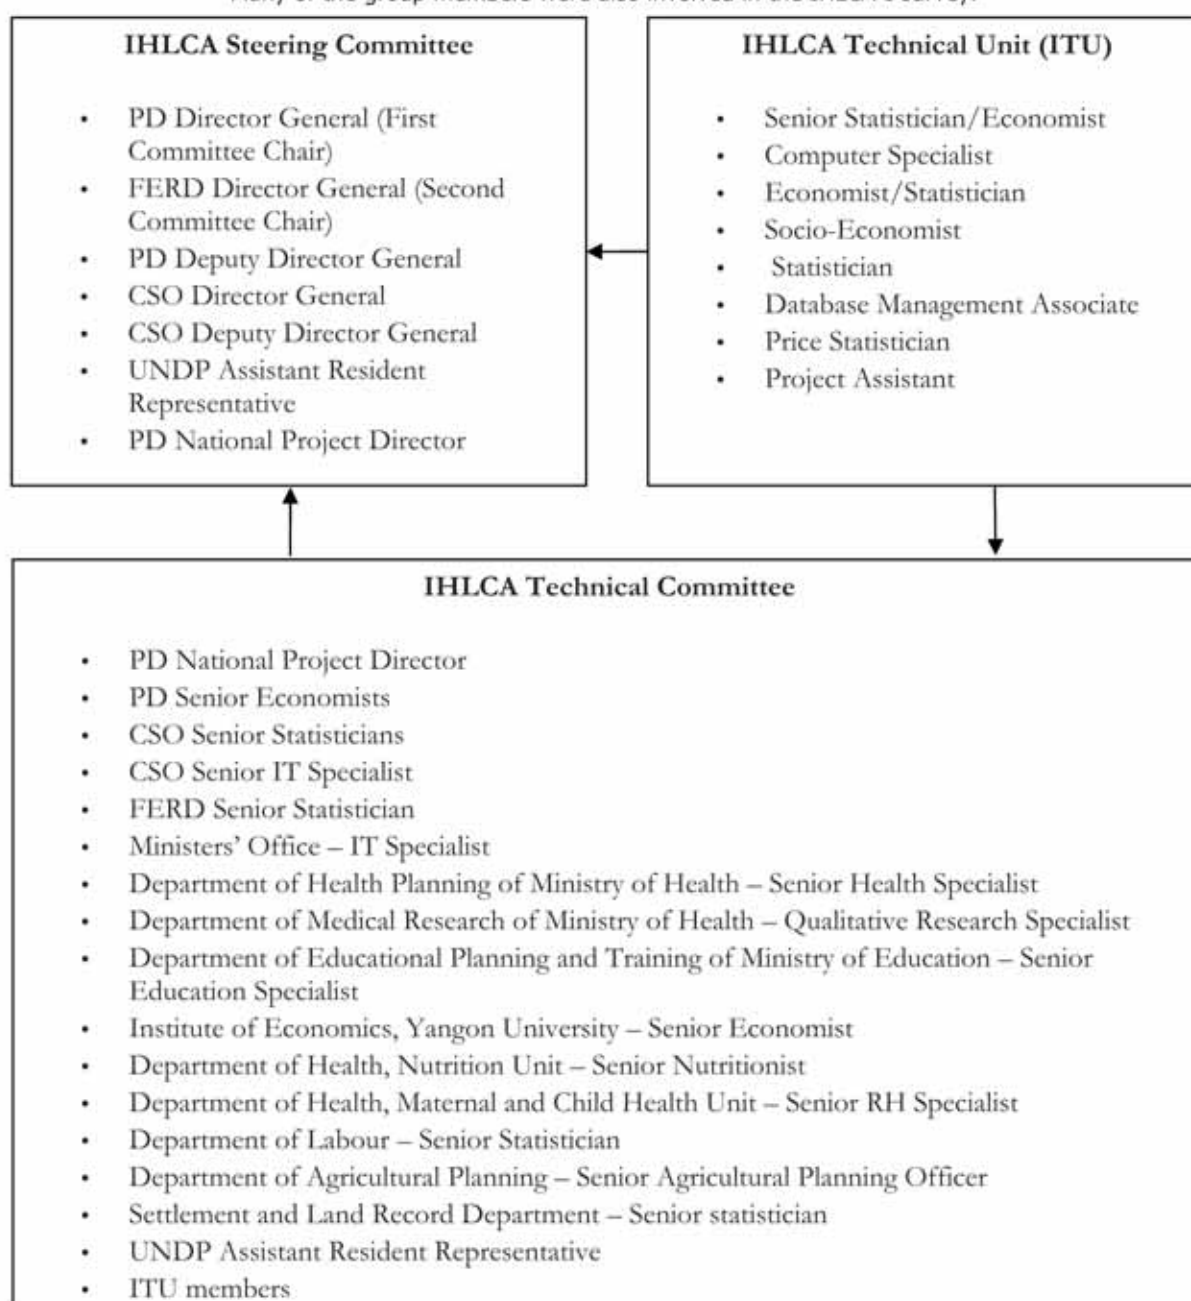 IHLCA Steering Committee
• PD Director General (First
Committee Chair)
• FERD Director General (Second
Committee Chair)
• PD Deputy Director General
• CSO Director General
• CSO Deputy Director General
• UNDP Assistant Resident
Representative
• PD National Project Director
IHLCA Technical Unit (ITU)
• Senior Statistician/Economist
• Computer Specialist
• Economist/Statistician
• Socio-Economist
• Statistician
• Database Management Associate
• Price Statistician
• Project Assistant
IHLCA Technical Committee
• PD National Project Director
• PD Senior Economists
• CSO Senior Statisticians
• CSO Senior IT Specialist
• FERD Senior Statistician
• Ministers’ Office – IT Specialist
• Department of Health Planning of Ministry of Health – Senior Health Specialist
• Department of Medical Research of Ministry of Health – Qualitative Research Specialist
• Department of Educational Planning and Training of Ministry of Education – Senior
Education Specialist
• Institute of Economics, Yangon University – Senior Economist
• Department of Health, Nutrition Unit – Senior Nutritionist
• Department of Health, Maternal and Child Health Unit – Senior RH Specialist
• Department of Labour – Senior Statistician
• Department of Agricultural Planning – Senior Agricultural Planning Officer
• Settlement and Land Record Department – Senior statistician
• UNDP Assistant Resident Representative
• ITU members